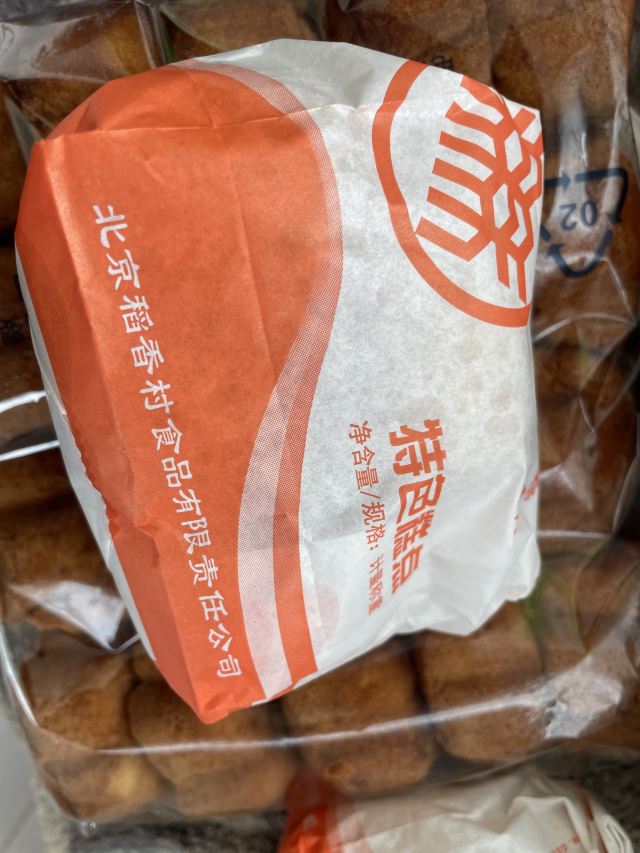 特色糕点
净含量/规格:计量称重
北京稻香村食品有限责任公司
02